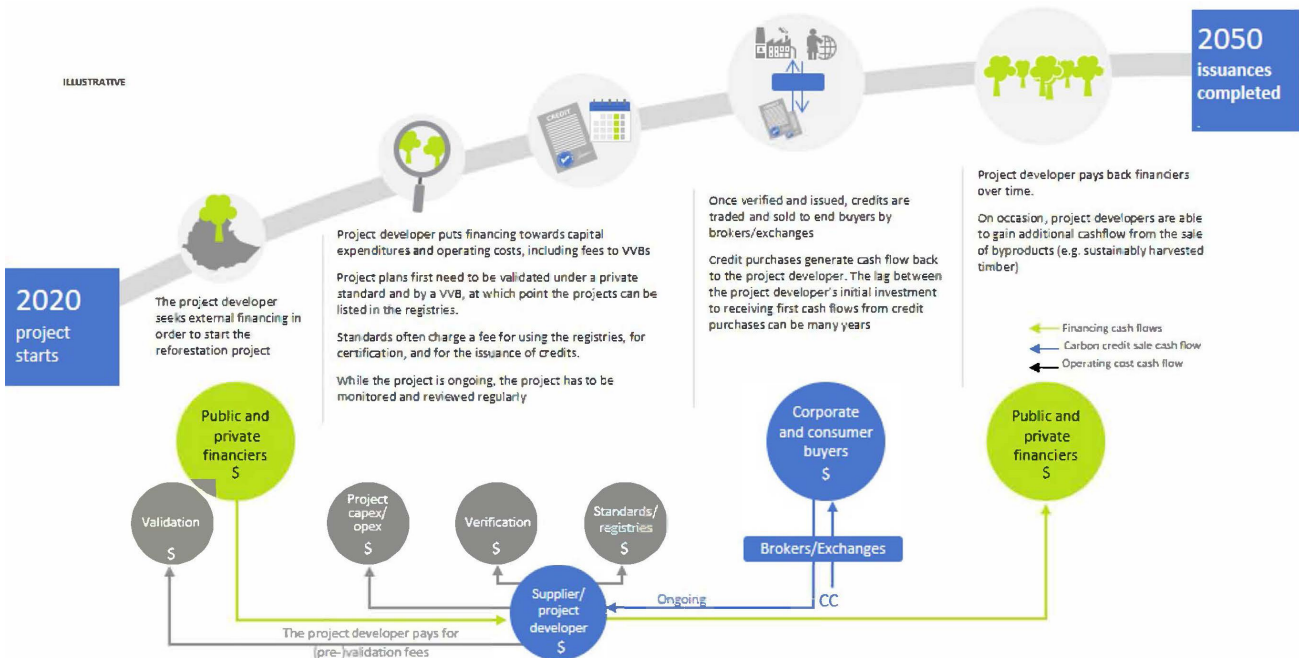 ILLUSTRATIVE
2020
project
starts
2050
issuances
completed
CREDIT
The project developer
seeks external financing in
order to start the
reforestation project
Project developer puts financing towards capital
expenditures and operating costs, including fees to VVBs
Project plans first need to be validated under a private
standard and by a VVB, at which point the projects can be
listed in the registries.
Standards often charge a fee for using the registries, for
certification, and for the issuance of credits.
While the project is ongoing, the project has to be
monitored and reviewed regularly
Once verified and issued, credits are
traded and sold to end buyers by
brokers/exchanges
Credit purchases generate cash flow back
to the project developer. The lag between
the project developer's initial investment
to receiving first cash flows from credit
purchases can be many years
Project developer pays back financiers
over time.
On occasion, project developers are able
to gain additional cashflow from the sale
of byproducts (e.g. sustainably harvested
timber)
Financing cash flows
Carbon credit sale cash flow
Operating cost cash flow
Public and
private
financiers
$
Corporate
and consumer
buyers
$
Public and
private
financiers
$
Validation
$
Project
capex/
opex
$
Verification
$
Standards/
registries
$
Brokers/Exchanges
Supplier/
project
developer
$
Ongoing
CC
The project developer pays for
(pre-)validation fees